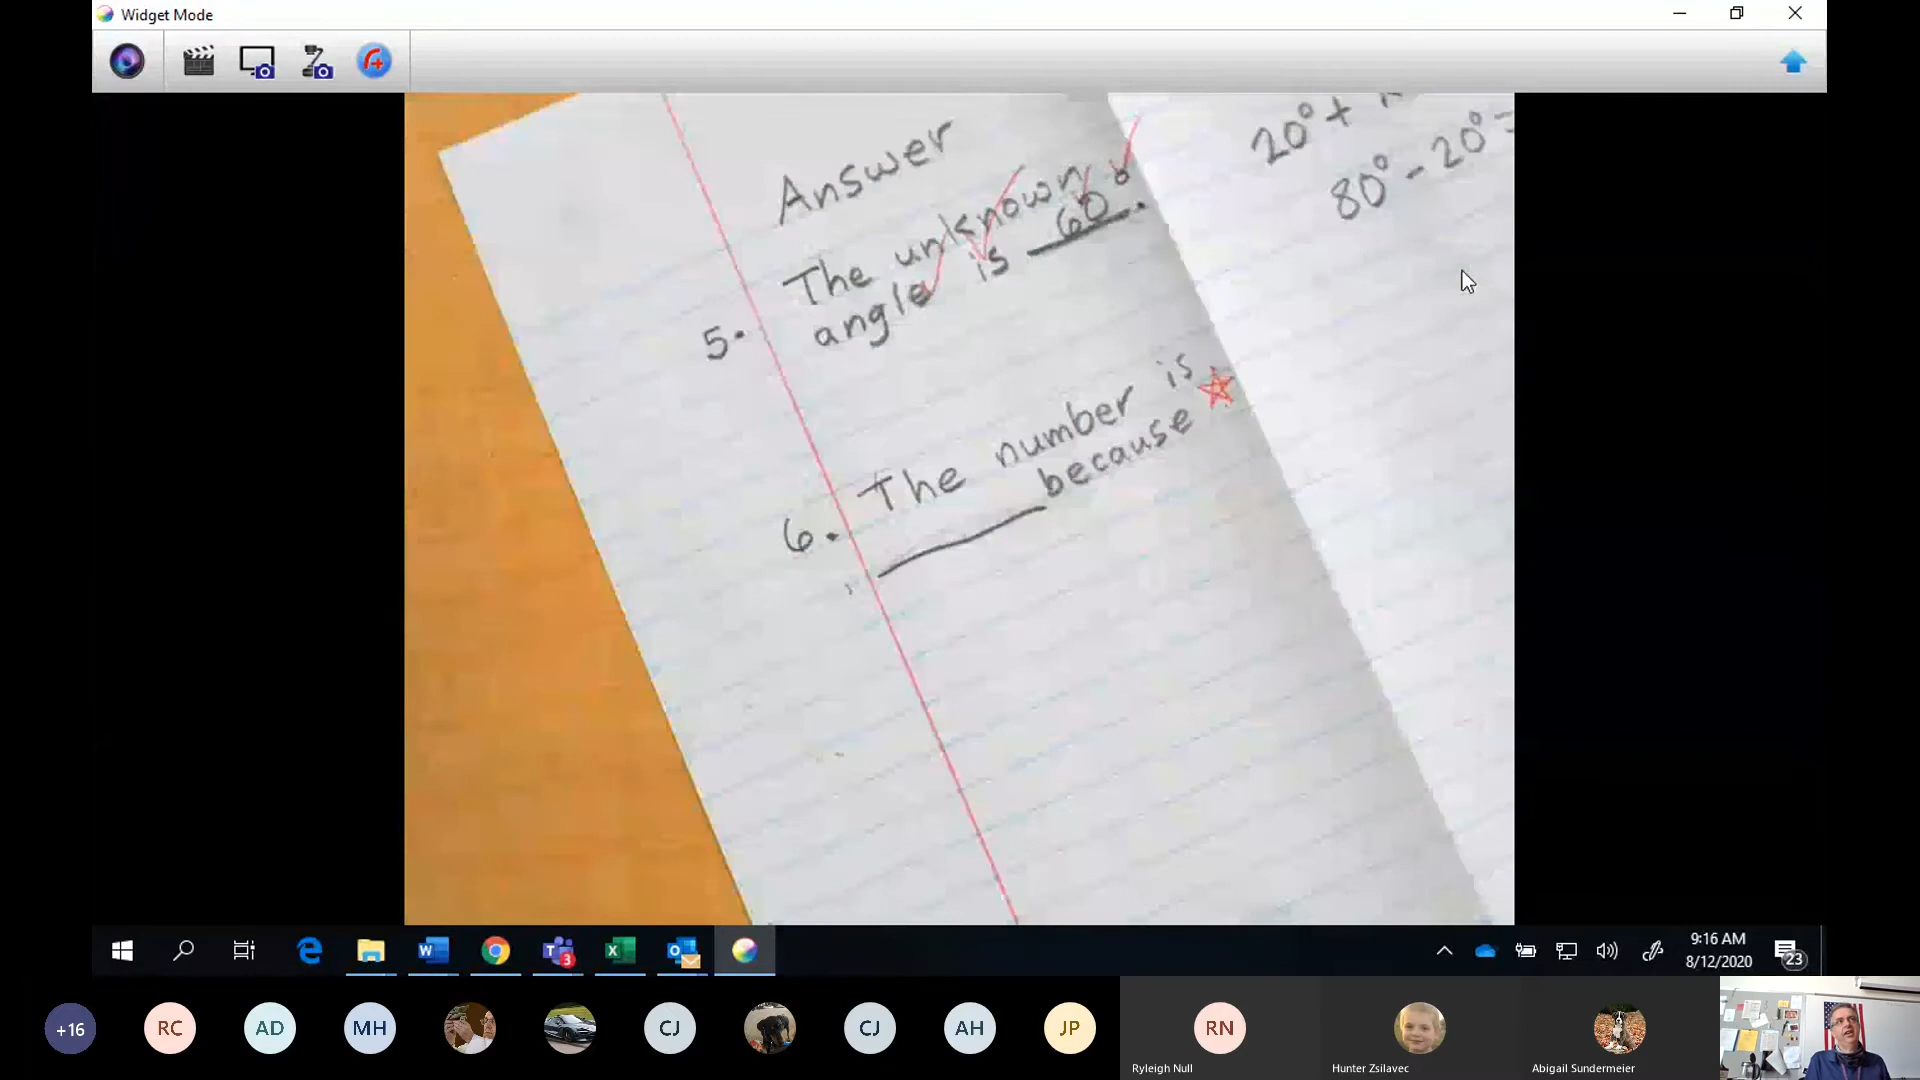 Widget Mode
Answer
20° +
80° - 20° =
The unknown
5. angle is 60.
6. The number is
because
3
9:16 AM
8/12/2020
23
+16
RC
AD
MH
CJ
CJ
AH
JP
RN
Ryleigh Null
Hunter Zsilavec
Abigail Sundermeier